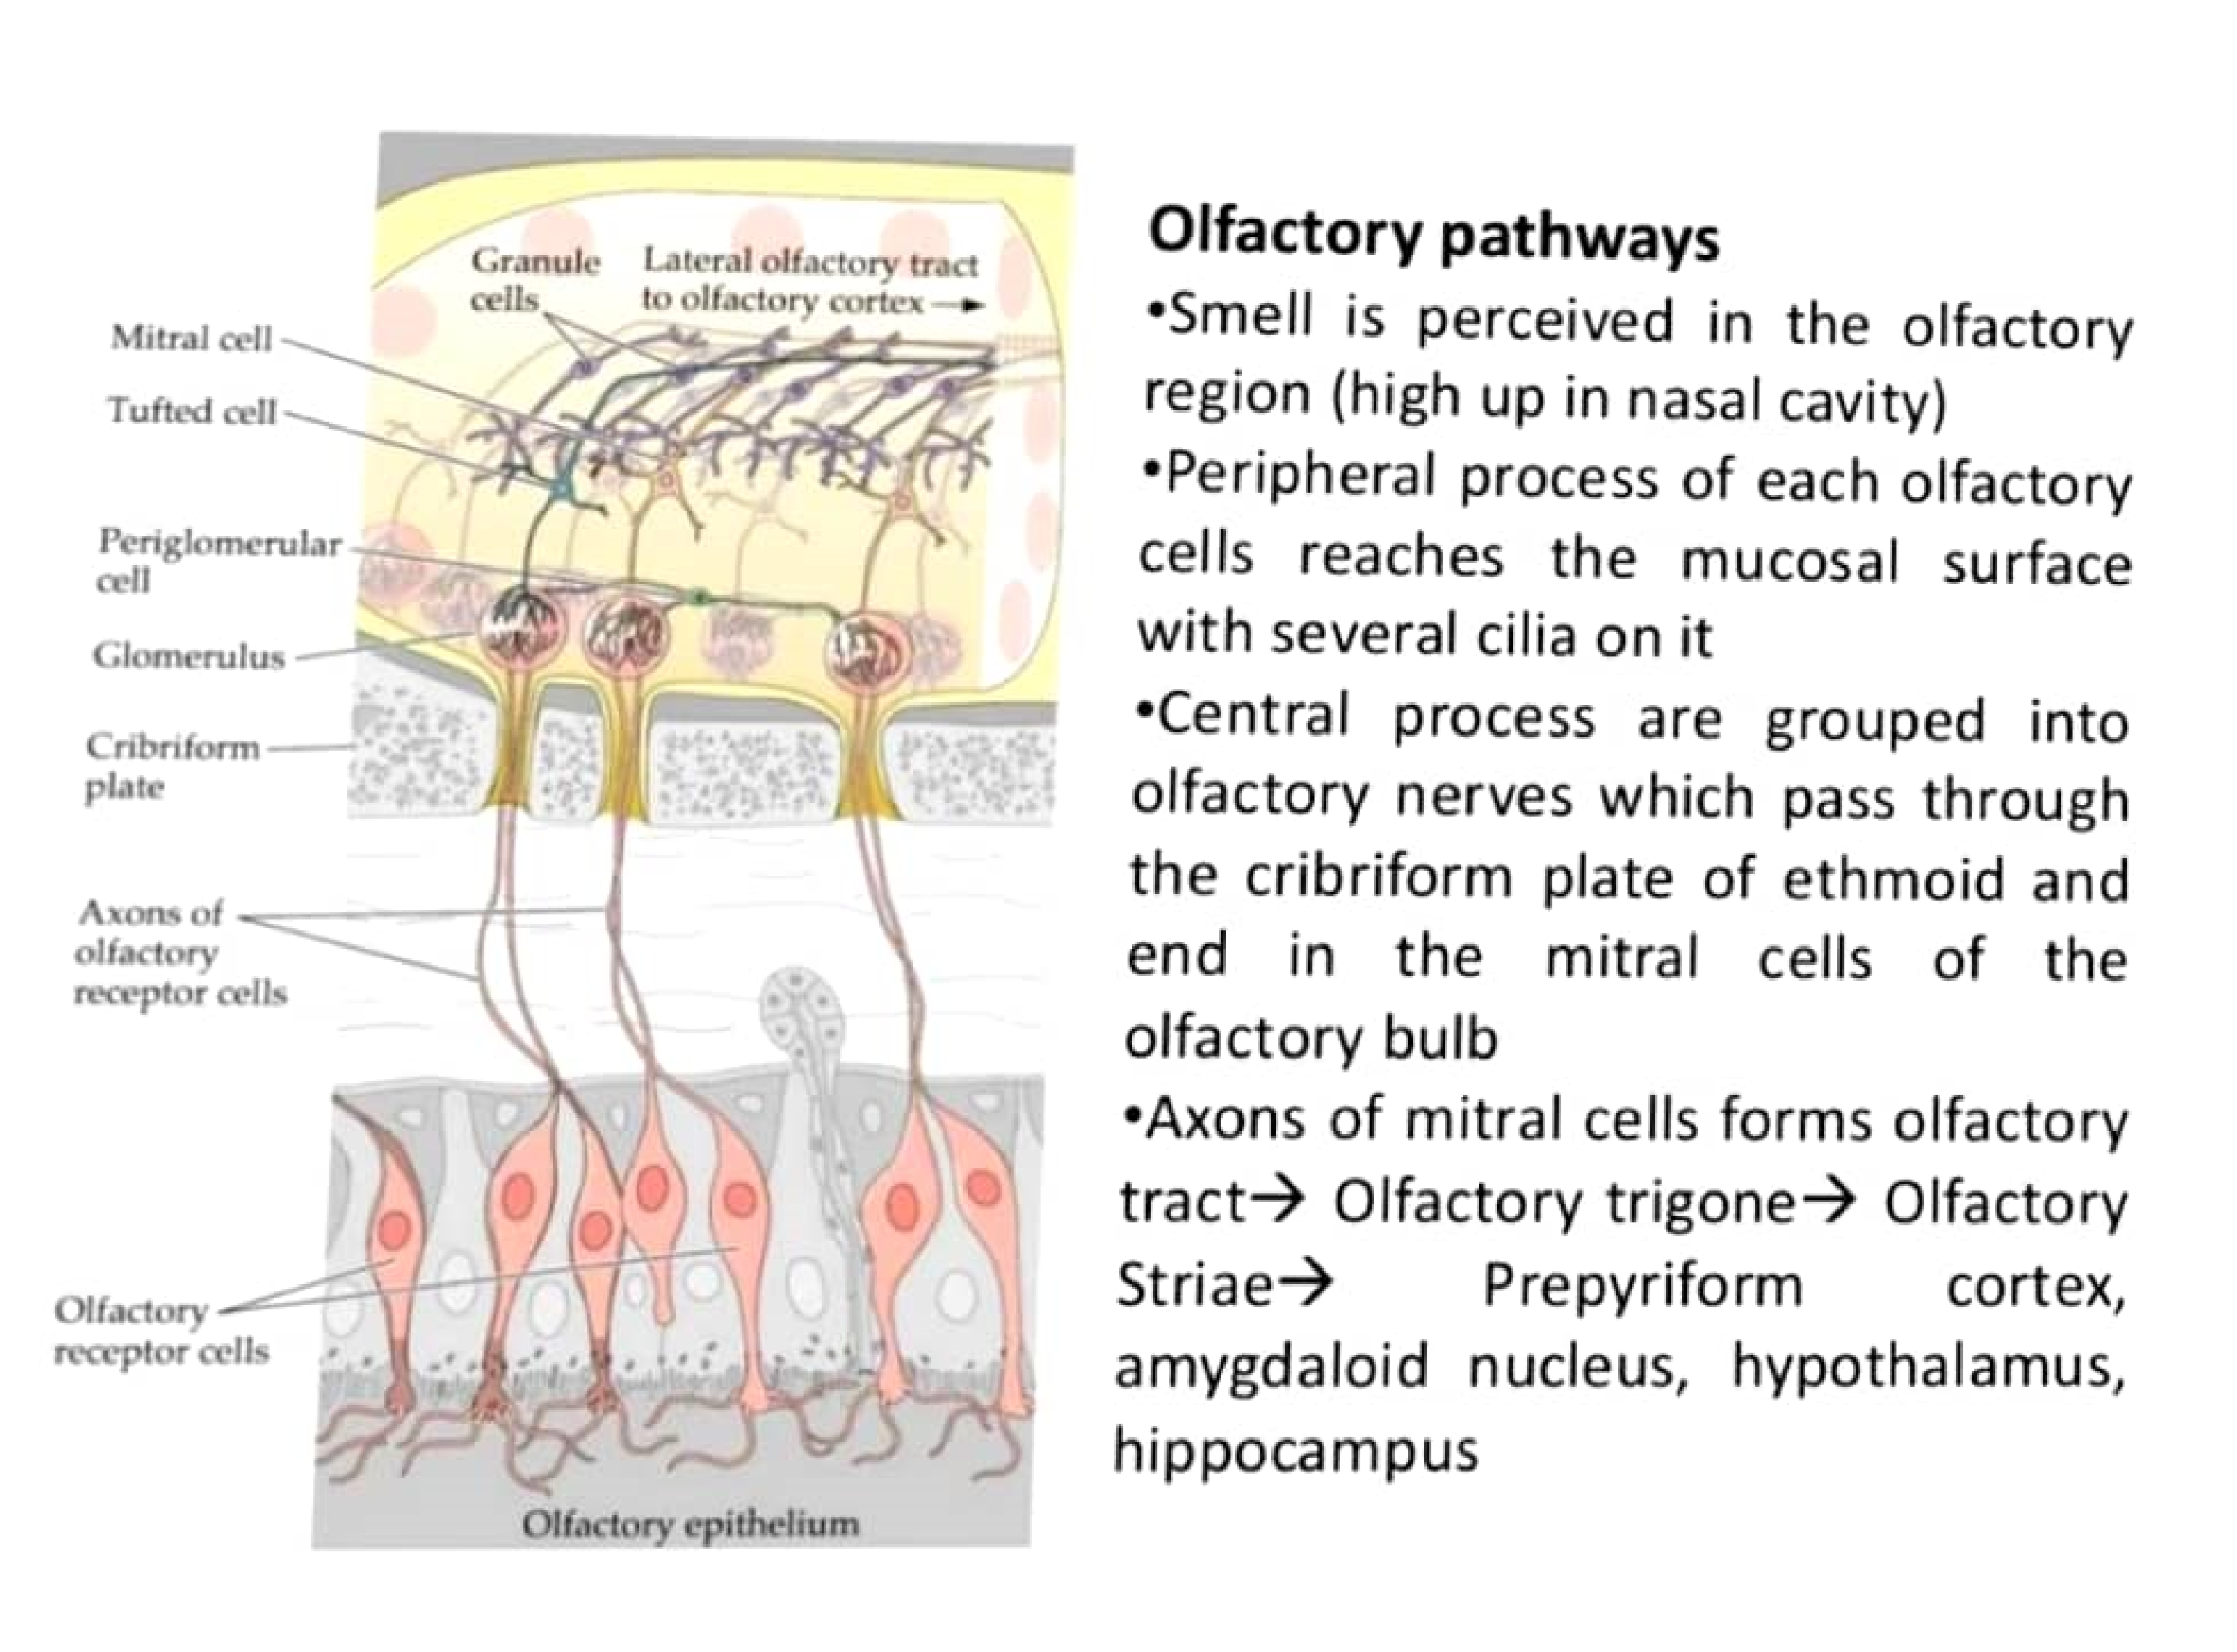 Granule
cells
Lateral olfactory tract
to olfactory cortex
Mitral cell
Tufted cell
Periglomerular
cell
Glomerulus
Cribriform
plate
Axons of
olfactory
receptor cells
Olfactory
receptor cells
Olfactory epithelium
Olfactory pathways
•Smell is perceived in the olfactory
region (high up in nasal cavity)
•Peripheral process of each olfactory
cells reaches the mucosal surface
with several cilia on it
•Central process are grouped into
olfactory nerves which pass through
the cribriform plate of ethmoid and
end in the mitral cells of the
olfactory bulb
•Axons of mitral cells forms olfactory
tract→ Olfactory trigone→ Olfactory
Striae→ Prepyriform cortex,
amygdaloid nucleus, hypothalamus,
hippocampus